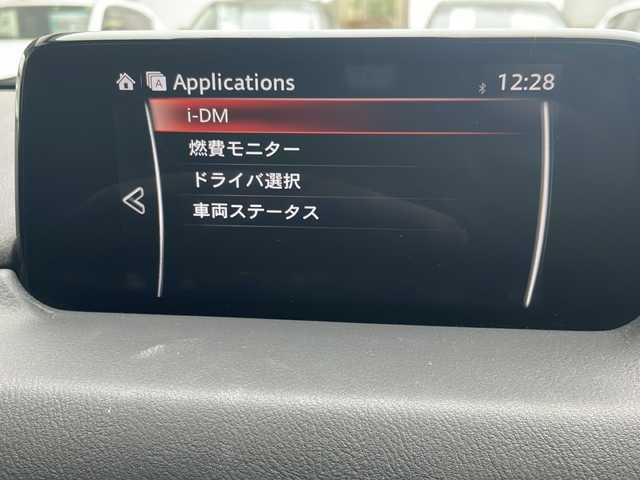 Applications 12:28
i-DM
燃費モニター
ドライバ選択
車両ステータス